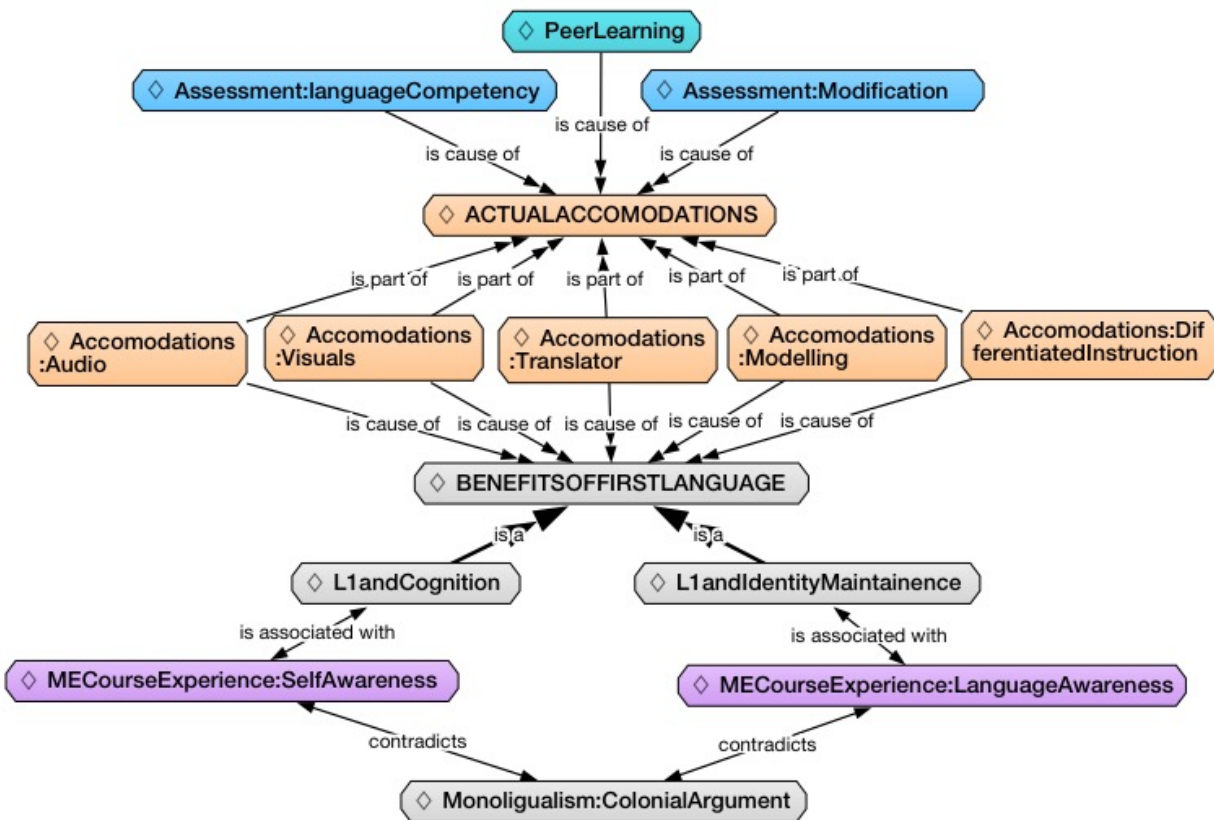 ◇ PeerLearning
◇ Assessment:languageCompetency
◇ Assessment:Modification
is cause of
is cause of
is cause of
◇ ACTUALACCOMODATIONS
is part of
is part of
is part of
is part of
is part of
◇ Accomodations
:Audio
◇ Accomodations
:Visuals
◇ Accomodations
:Translator
◇ Accomodations
:Modelling
◇ Accomodations:Dif
ferentiatedInstruction
is cause of
is cause of
is cause of
is cause of
is cause of
◇ BENEFITSOFFIRSTLANGUAGE
is a
is a
◇ L1andCognition
◇ L1andIdentityMaintainence
is associated with
is associated with
◇ MECourseExperience:SelfAwareness
◇ MECourseExperience:LanguageAwareness
contradicts
contradicts
◇ Monoligualism:ColonialArgument